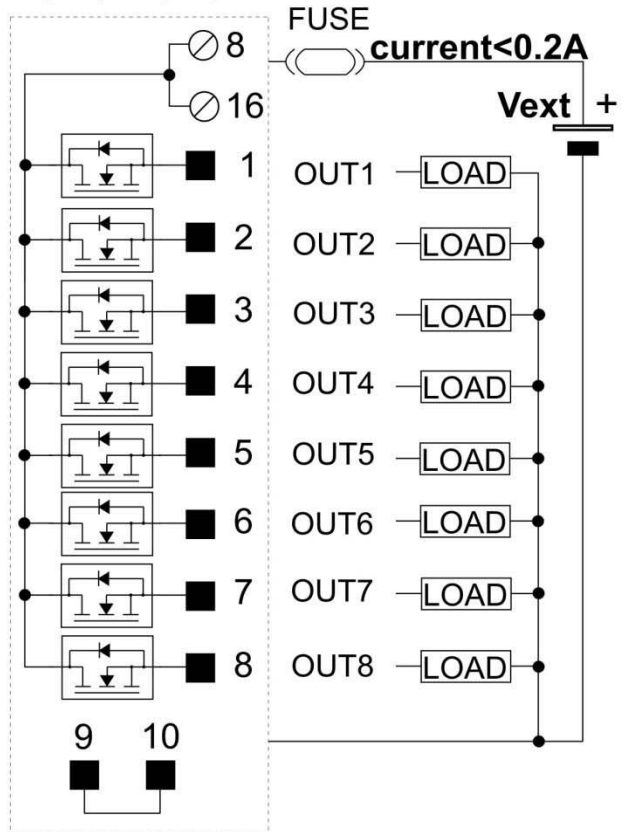 FUSE
8
current<0.2A
Vext +
16
1 OUT1 LOAD
2 OUT2 LOAD
3 OUT3 LOAD
4 OUT4 LOAD
5 OUT5 LOAD
6 OUT6 LOAD
7 OUT7 LOAD
8 OUT8 LOAD
9 10